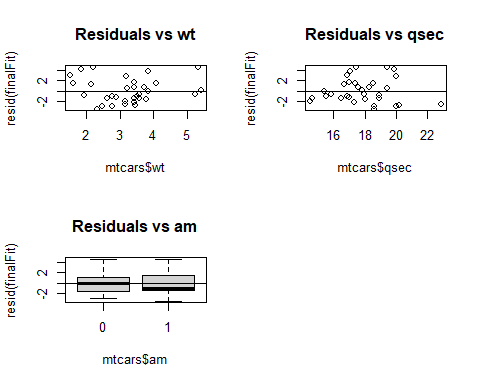 Residuals vs wt
resid(finalFit)
2
-2
2
3
4
5
mtcars$wt
Residuals vs qsec
resid(finalFit)
2
-2
16
18
20
22
mtcars$qsec
Residuals vs am
resid(finalFit)
2
-2
0
1
mtcars$am